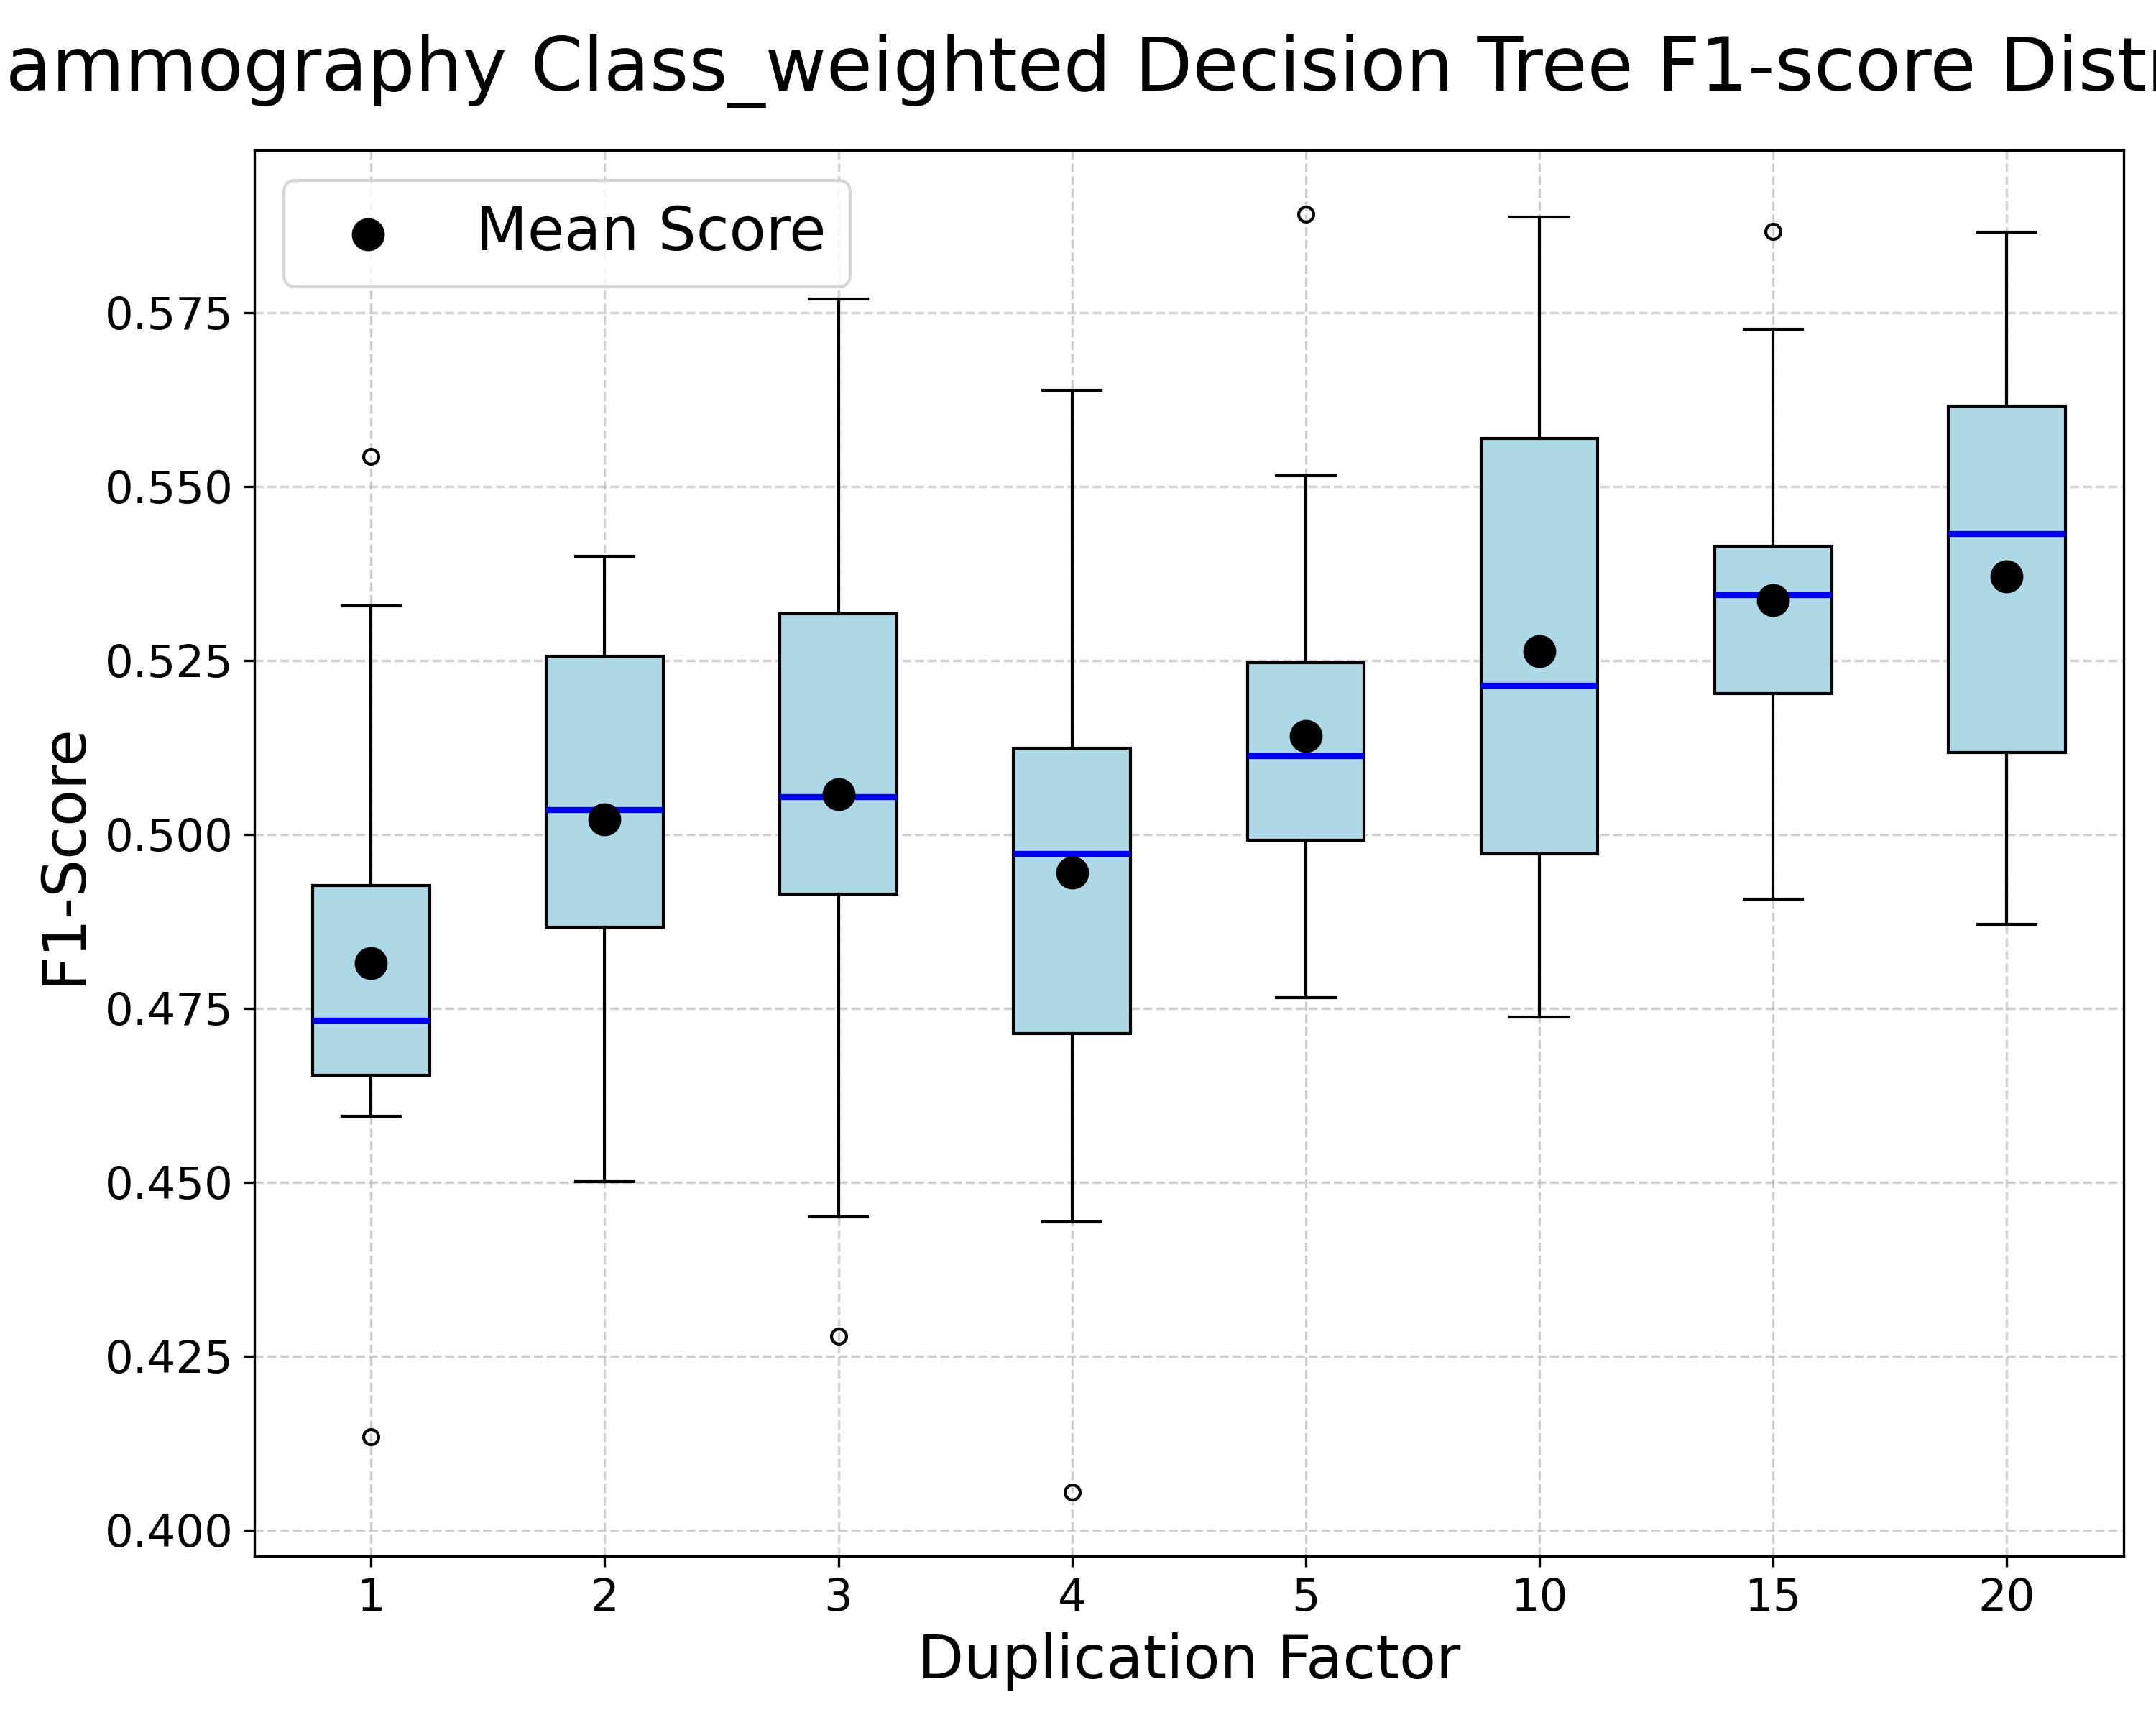 ammography Class_weighted Decision Tree F1-score Dist
Mean Score
F1-Score
0.575
0.550
0.525
0.500
0.475
0.450
0.425
0.400
1 2 3 4 5 10 15 20
Duplication Factor